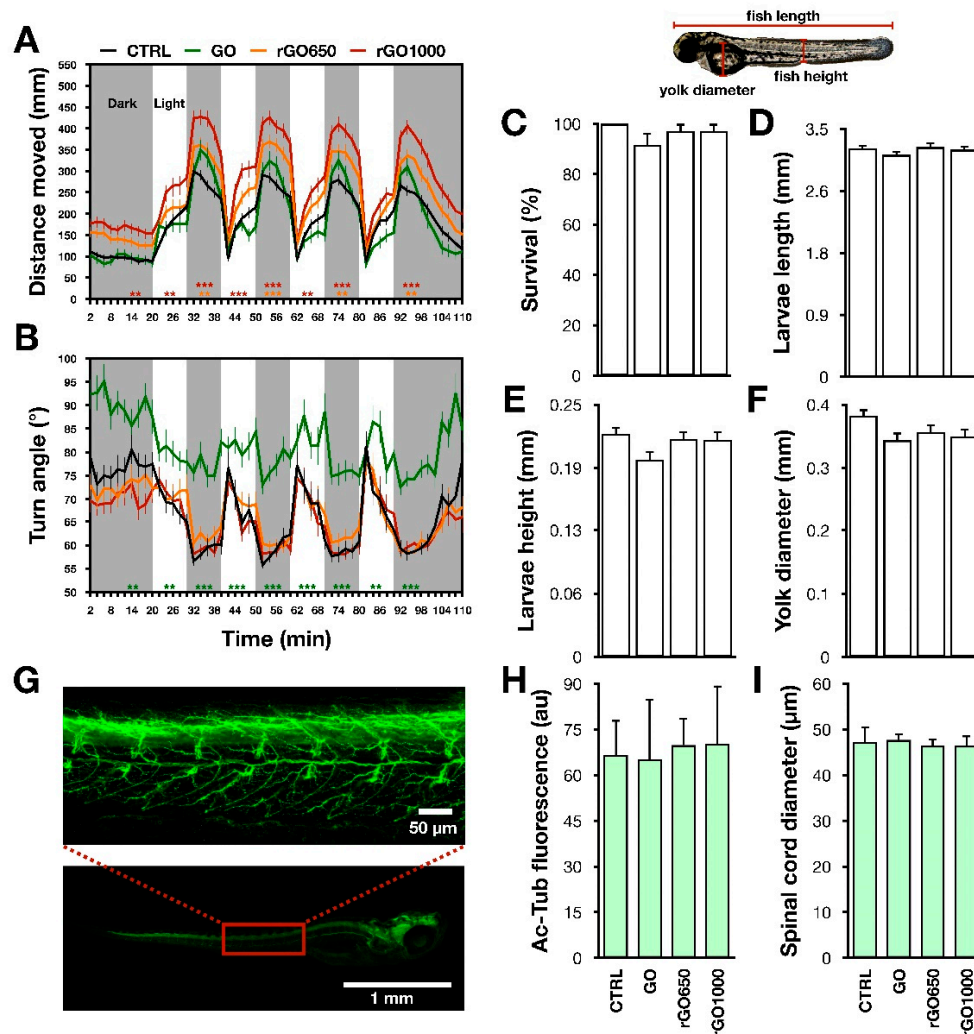 A
CTRL GO rGO650 rGO1000
Distance moved (mm)
550
500
450
400
350
300
250
200
150
100
50
0
Dark Light
** ** *** *** *** ** *** ***
** *** ** **
2 8 14 20 26 32 38 44 50 56 62 68 74 80 86 92 98 104 110
B
Turn angle (°)
100
95
90
85
80
75
70
65
60
55
50
** ** *** *** *** *** *** ** ***
2 8 14 20 26 32 38 44 50 56 62 68 74 80 86 92 98 104 110
Time (min)
fish length
fish height
yolk diameter
C
Survival (%)
100
80
60
40
20
0
D
Larvae length (mm)
3.5
2.6
1.8
0.9
0
E
Larvae height (mm)
0.25
0.19
0.13
0.06
0
F
Yolk diameter (mm)
0.4
0.3
0.2
0.1
0
G
50 µm
1 mm
H
Ac-Tub fluorescence (au)
90
75
60
45
30
15
0
CTRL
GO
rGO650
rGO1000
I
Spinal cord diameter (µm)
60
50
40
30
20
10
0
CTRL
GO
rGO650
rGO1000